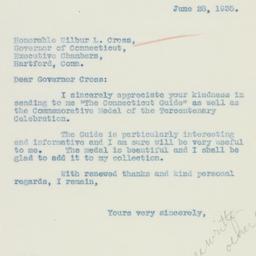 June 25, 1935.
Honorable Wilbur L. Cross,
Governor of Connecticut,
Executive Chambers,
Hartford, Conn.
Dear Governor Cross:
I sincerely appreciate your kindness in
sending to me "The Connecticut Guide" as well as
the Commemorative Medal of the Tercentenary
Celebration.
The Guide is particularly interesting
and informative and I am sure will be very useful
to me. The medal is beautiful and I shall be
glad to add it to my collection.
With renewed thanks and kind personal
regards, I remain,
Yours very sincerely,